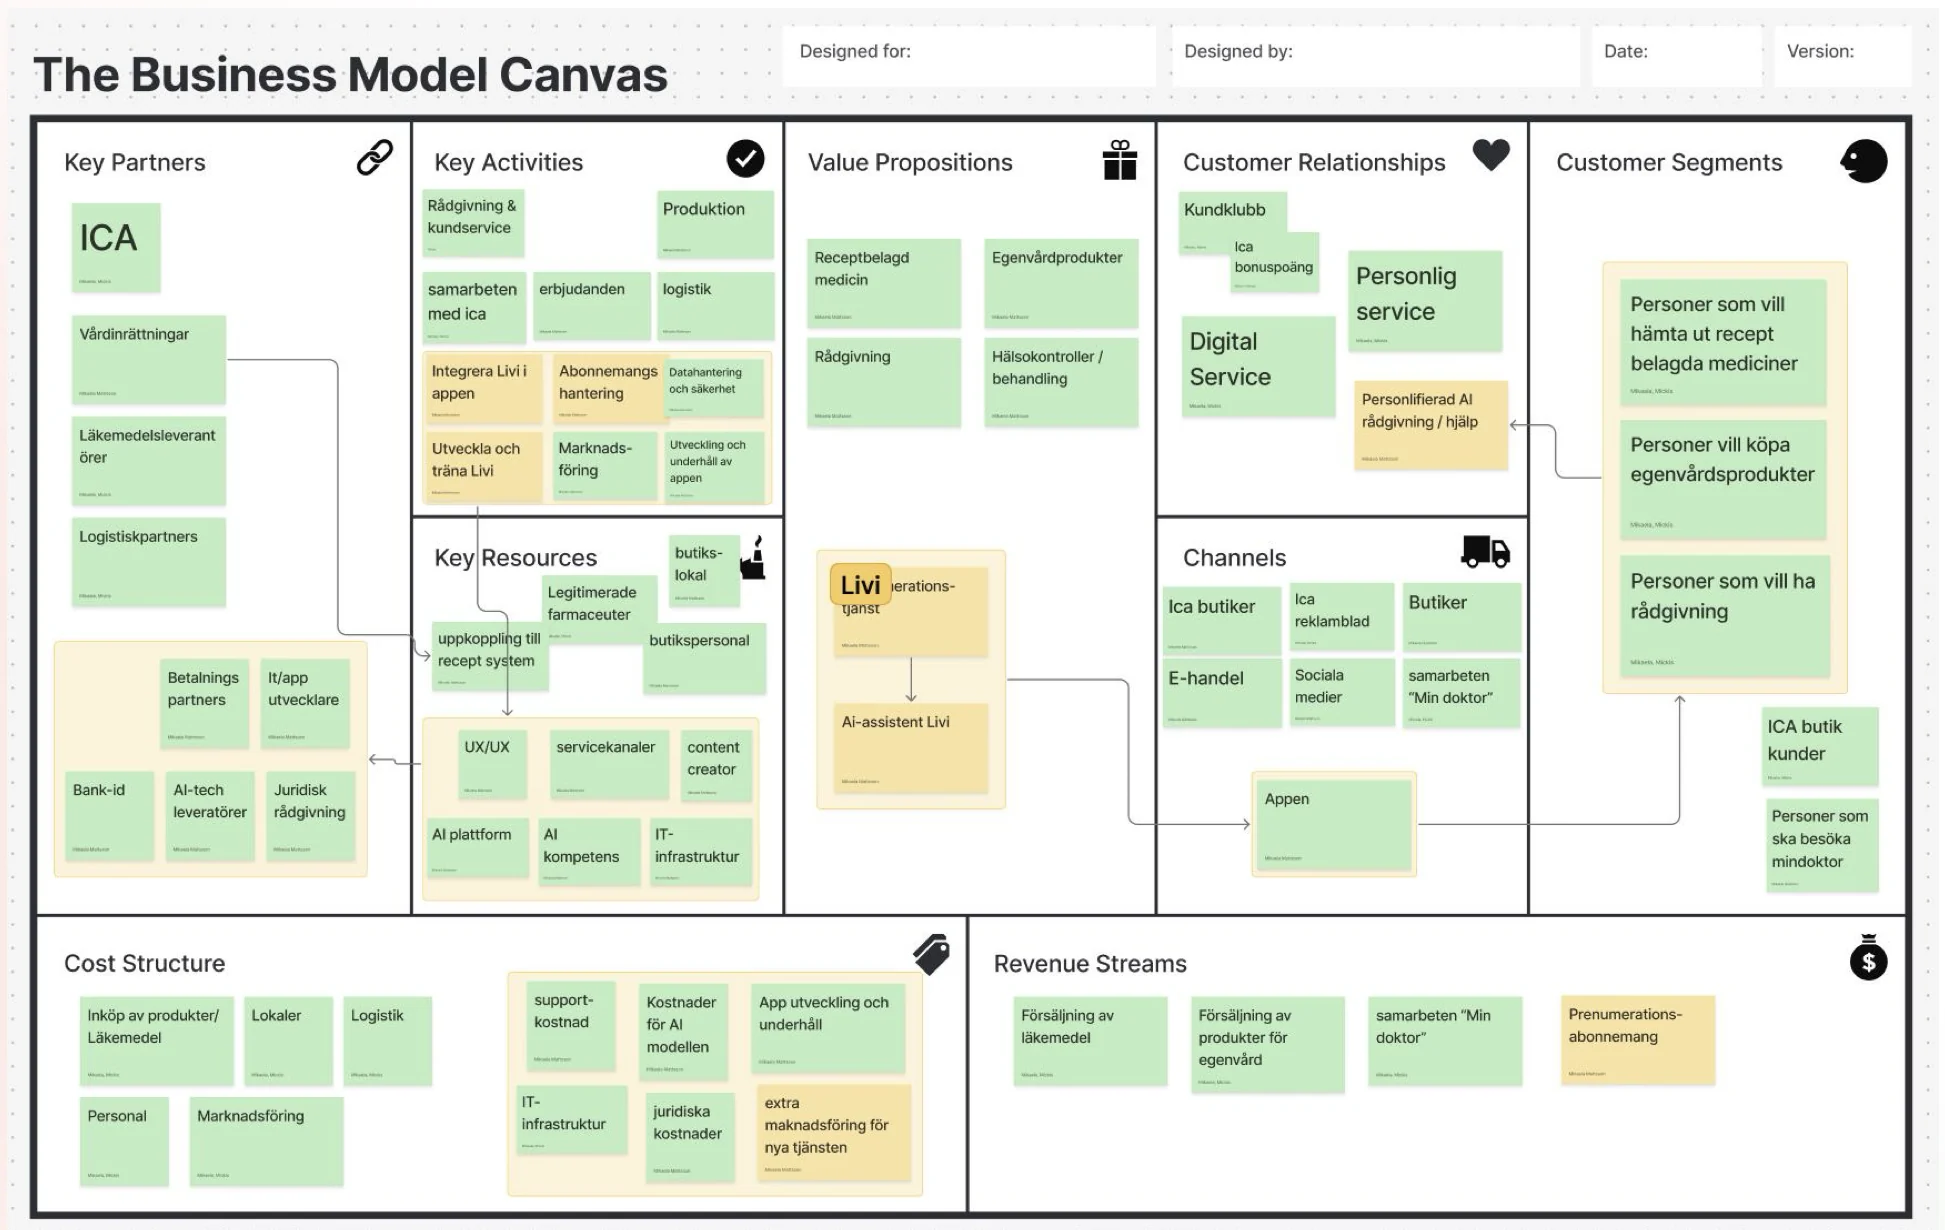 The Business Model Canvas
Designed for:
Designed by:
Date:
Version:
Key Partners
ICA
Vårdinrättningar
Läkemedelsleverant
örer
Logistiskpartners
Betalnings
partners
It/app
utvecklare
Bank-id
AI-tech
leveratörer
Juridisk
rådgivning
Key Activities
Rådgivning &
kundservice
Produktion
samarbeten
med ica
erbjudanden
logistik
Integrera Livi i
appen
Abonnemangs
hantering
Datahantering
och säkerhet
Utveckla och
träna Livi
Marknads-
föring
Utveckling och
underhåll av
appen
Key Resources
butiks-
lokal
Legitimerade
farmaceuter
uppkoppling till
recept system
butikspersonal
UX/UX
servicekanaler
content
creator
AI plattform
AI
kompetens
IT-
infrastruktur
Value Propositions
Receptbelagd
medicin
Egenvårdprodukter
Rådgivning
Hälsokontroller /
behandling
Livi
tjänst
Ai-assistent Livi
Customer Relationships
Kundklubb
Ica
bonuspoäng
Personlig
service
Digital
Service
Personlifierad AI
rådgivning / hjälp
Channels
Ica butiker
Ica
reklamblad
Butiker
E-handel
Sociala
medier
samarbeten
“Min doktor”
Appen
Customer Segments
Personer som vill
hämta ut recept
belagda mediciner
Mikaela, Mickis
Personer vill köpa
egenvårdsprodukter
Mikaela, Mickis
Personer som vill ha
rådgivning
Mikaela, Mickis
ICA butik
kunder
Personer som
ska besöka
mindoktor
Cost Structure
Inköp av produkter/
Läkemedel
Lokaler
Logistik
Personal
Marknadsföring
support-
kostnad
Kostnader
för AI
modellen
App utveckling och
underhåll
IT-
infrastruktur
juridiska
kostnader
extra
maknadsföring för
nya tjänsten
Revenue Streams
Försäljning av
läkemedel
Försäljning av
produkter för
egenvård
samarbeten “Min
doktor”
Prenumerations-
abonnemang